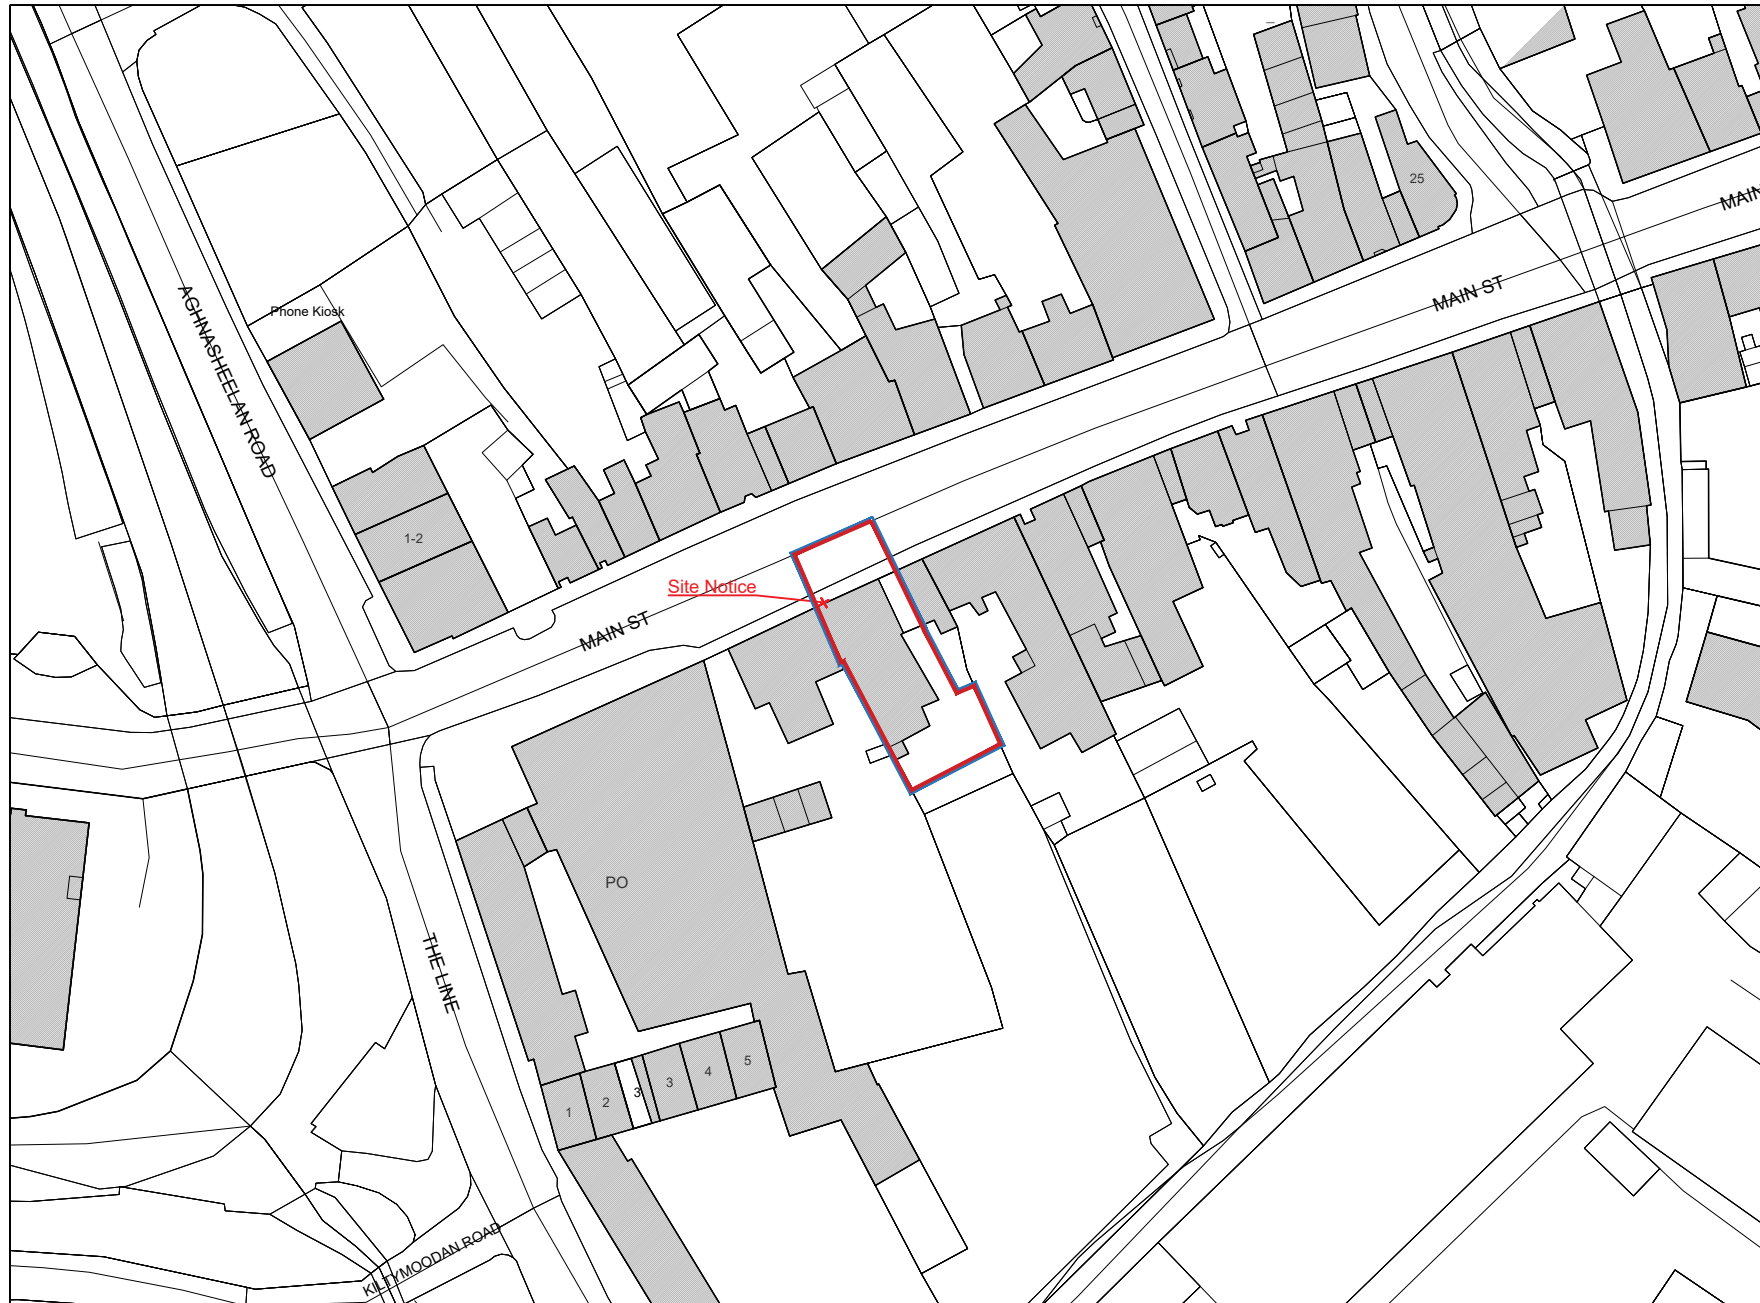 25
MAIN
MAIN ST
AGHNASHEELAN ROAD
Phone Kiosk
1-2
Site Notice
MAIN ST
PO
THE LINE
1
2
3
3
4
5
KILTYMOODAN ROAD